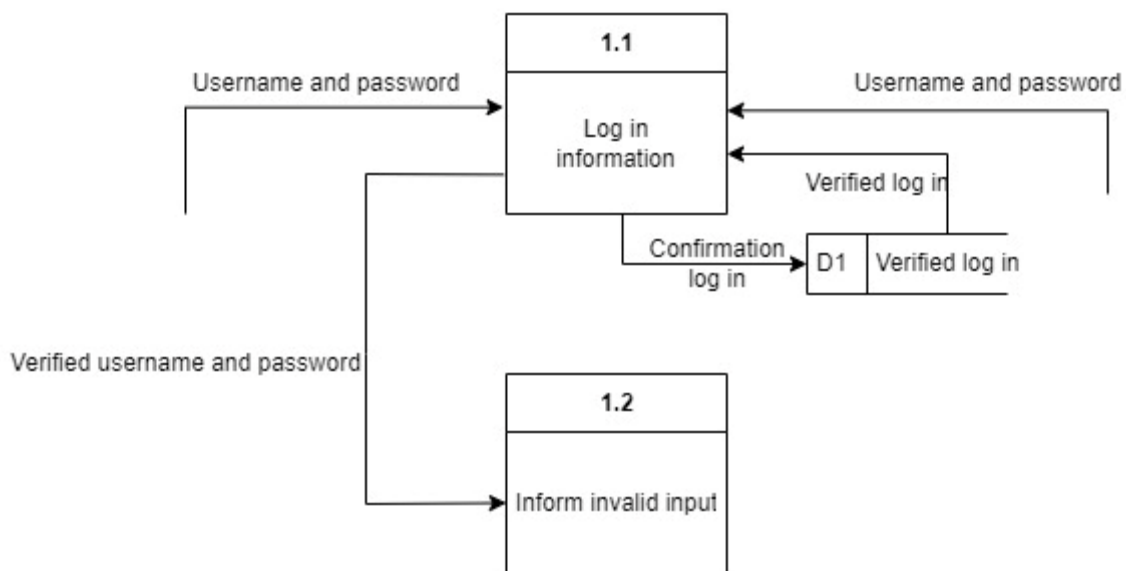 1.1
Username and password
Username and password
Log in
information
Verified log in
Confirmation
log in
D1
Verified log in
Verified username and password
1.2
Inform invalid input